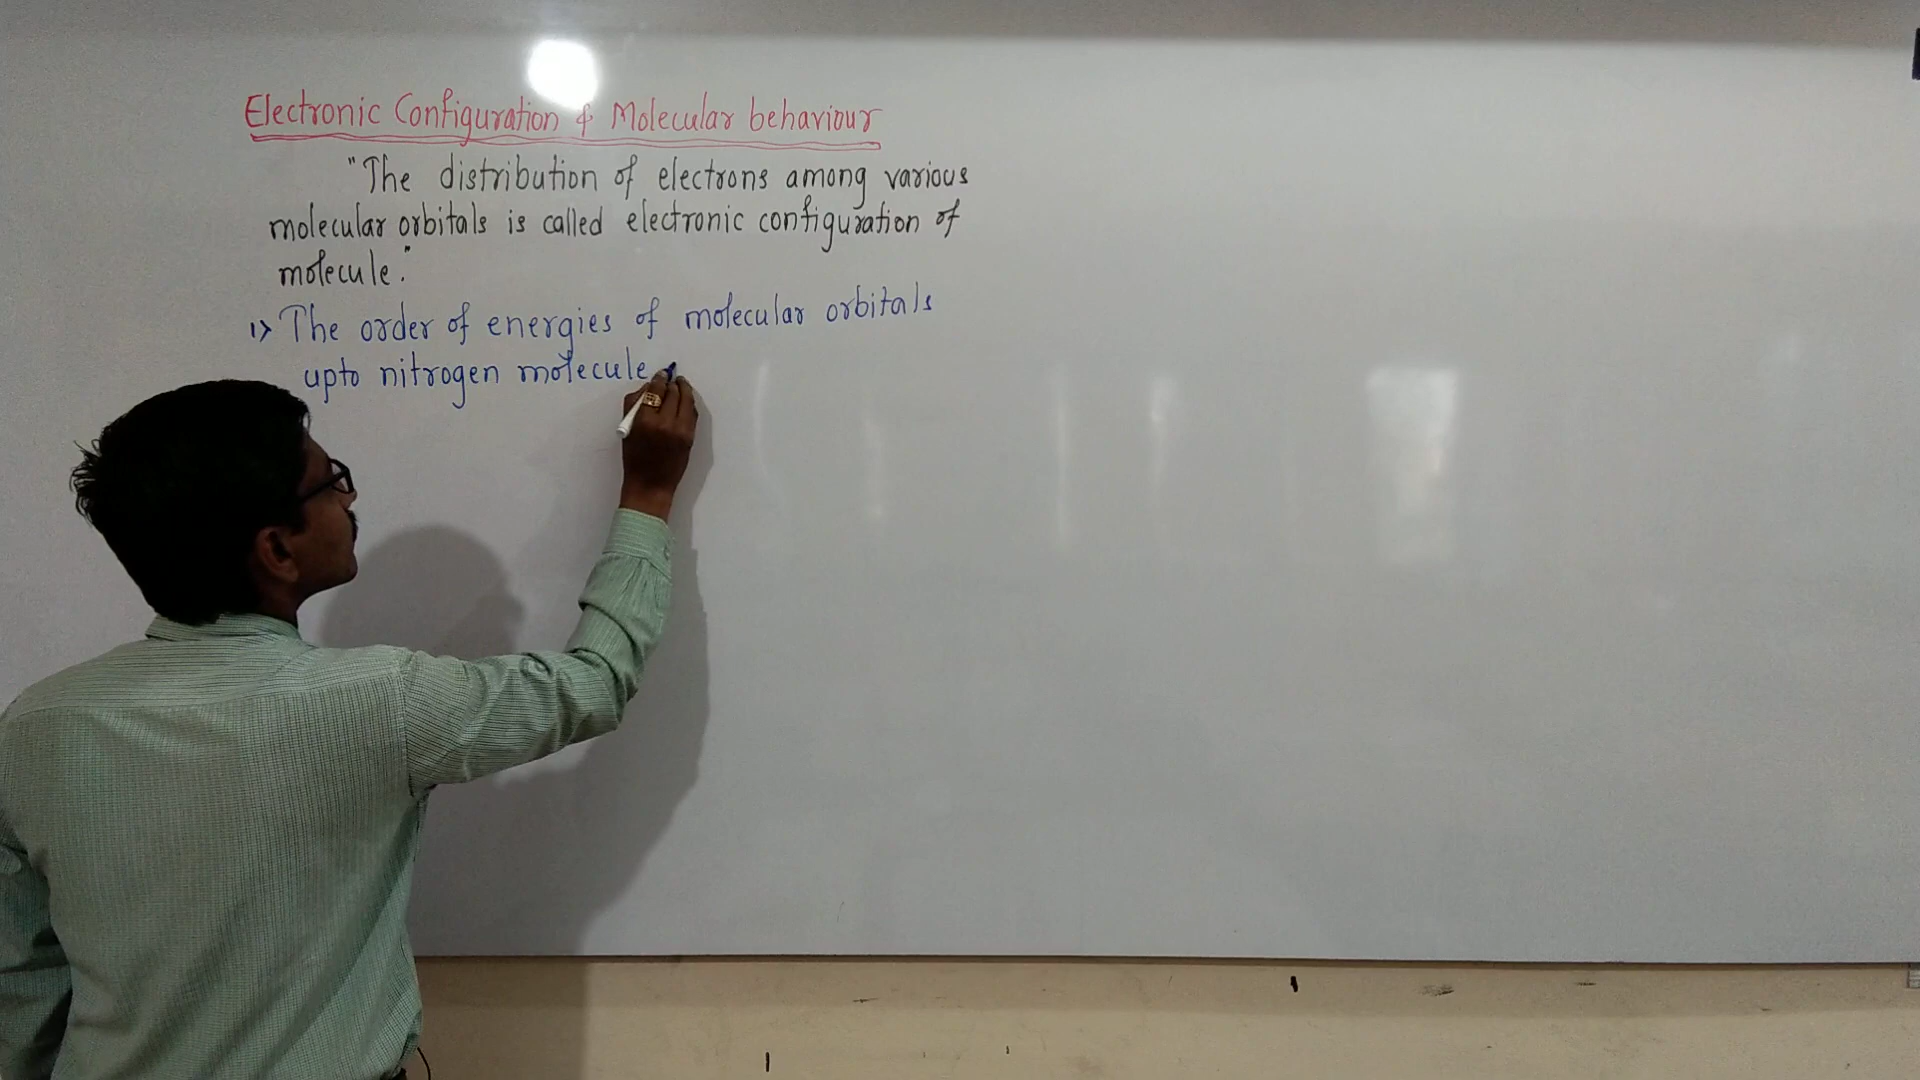 Electronic Configuration & Molecular behaviour
"The distribution of electrons among various
molecular orbitals is called electronic configuration of
molecule."
1> The order of energies of molecular orbitals
upto nitrogen molecule